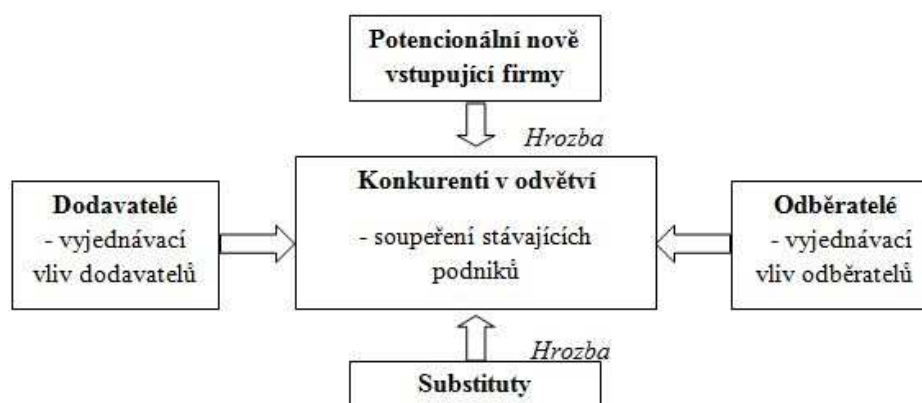 Potencionální nově
vstupující firmy
Hrozba
Konkurenti v odvětví
- soupeření stávajících
podniků
Dodavatelé
- vyjednávací
vliv dodavatelů
Odběratelé
- vyjednávací
vliv odběratelů
Hrozba
Substituty